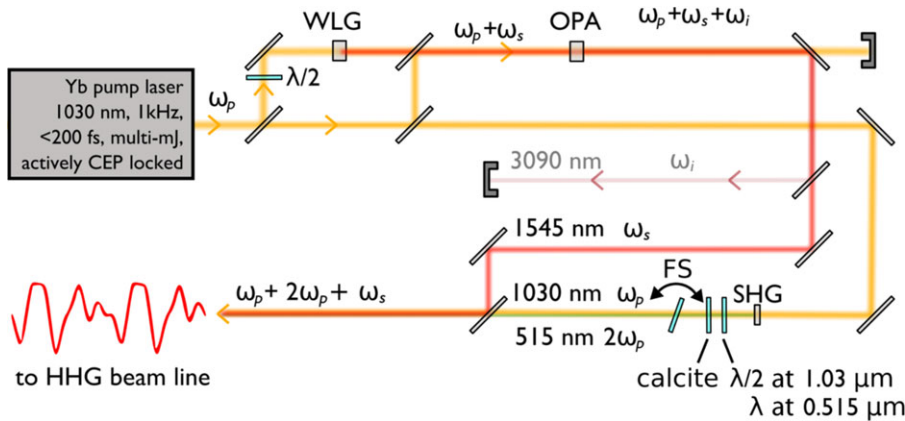 WLG
ωp+ωs
OPA
ωp+ωs+ωi
λ/2
Yb pump laser
1030 nm, 1kHz,
<200 fs, multi-mJ,
actively CEP locked
ωp
3090 nm ωi
1545 nm ωs
FS
ωp+ 2ωp+ ωs
1030 nm ωp
SHG
515 nm 2ωp
to HHG beam line
calcite λ/2 at 1.03 µm
λ at 0.515 µm